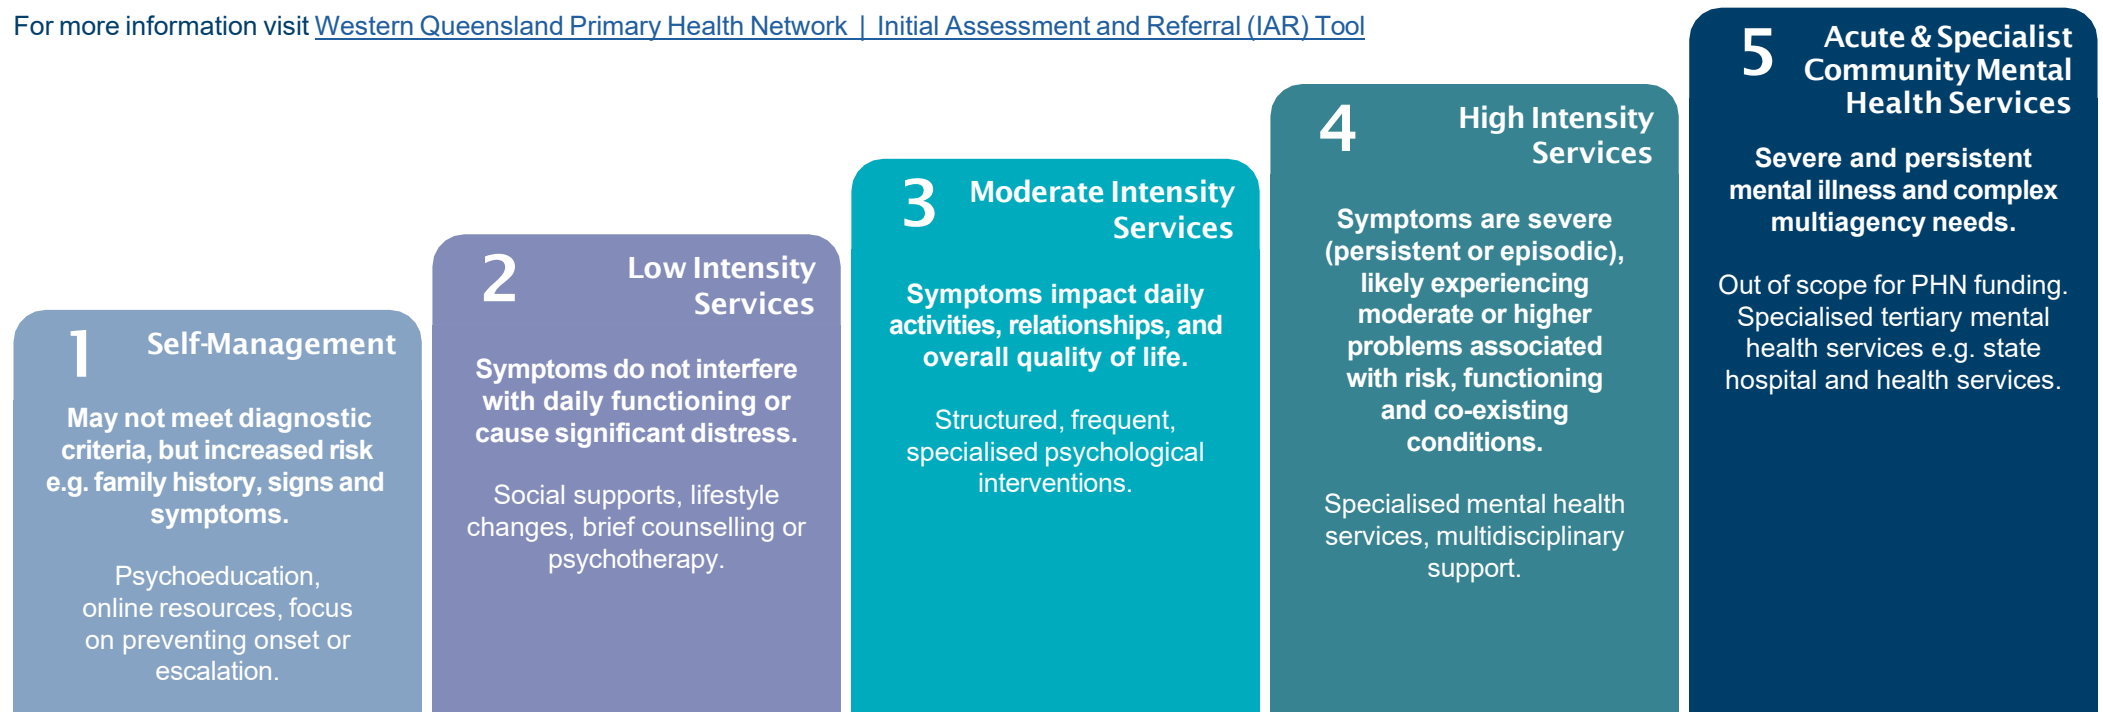 For more information visit Western Queensland Primary Health Network | Initial Assessment and Referral (IAR) Tool
1
Self-Management
May not meet diagnostic
criteria, but increased risk
e.g. family history, signs and
symptoms.
Psychoeducation,
online resources, focus
on preventing onset or
escalation.
2
Low Intensity
Services
Symptoms do not interfere
with daily functioning or
cause significant distress.
Social supports, lifestyle
changes, brief counselling or
psychotherapy.
3
Moderate Intensity
Services
Symptoms impact daily
activities, relationships, and
overall quality of life.
Structured, frequent,
specialised psychological
interventions.
4
High Intensity
Services
Symptoms are severe
(persistent or episodic),
likely experiencing
moderate or higher
problems associated
with risk, functioning
and co-existing
conditions.
Specialised mental health
services, multidisciplinary
support.
5
Acute & Specialist
Community Mental
Health Services
Severe and persistent
mental illness and complex
multiagency needs.
Out of scope for PHN funding.
Specialised tertiary mental
health services e.g. state
hospital and health services.